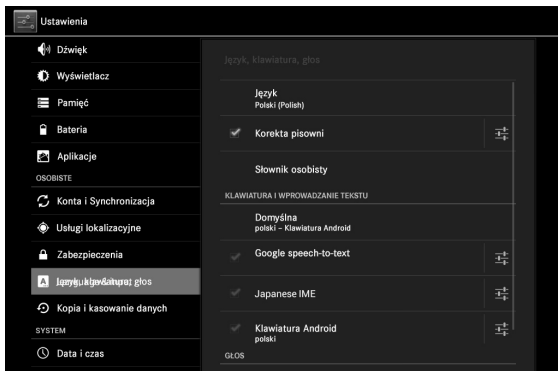 Ustawienia
Dźwięk
Wyświetlacz
Pamięć
Bateria
Aplikacje
OSOBISTE
Konta i Synchronizacja
Usługi lokalizacyjne
Zabezpieczenia
głos
Kopia i kasowanie danych
SYSTEM
Data i czas
Język, klawiatura, głos
Język
Polski (Polish)
Korekta pisowni
Słownik osobisty
KLAWIATURA I WPROWADZANIE TEKSTU
Domyślna
polski – Klawiatura Android
Google speech-to-text
Japanese IME
Klawiatura Android
polski
GŁOS